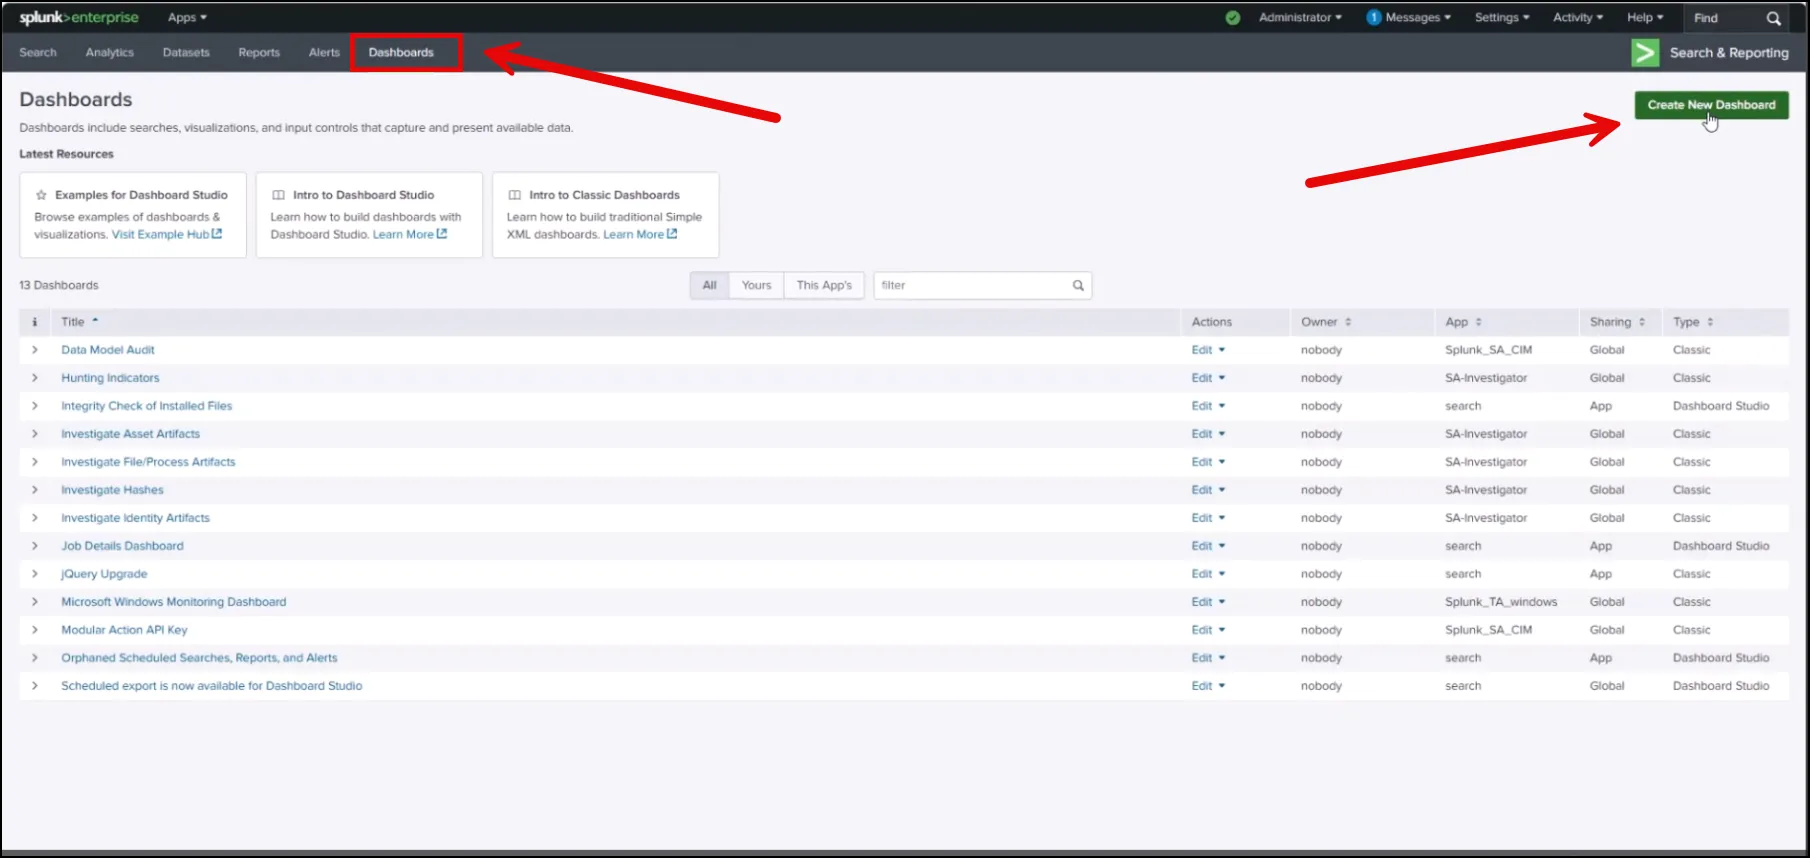 splunk>enterprise Apps Administrator 1 Messages Settings Activity Help Find
Search Analytics Datasets Reports Alerts Dashboards Search & Reporting
Dashboards
Create New Dashboard
Dashboards include searches, visualizations, and input controls that capture and present available data.
Latest Resources
Examples for Dashboard Studio
Browse examples of dashboards &
visualizations. Visit Example Hub
Intro to Dashboard Studio
Learn how to build dashboards with
Dashboard Studio. Learn More
Intro to Classic Dashboards
Learn how to build traditional Simple
XML dashboards. Learn More
13 Dashboards All Yours This App's filter
i Title Actions Owner App Sharing Type
Data Model Audit Edit nobody Splunk_SA_CIM Global Classic
Hunting Indicators Edit nobody SA-Investigator Global Classic
Integrity Check of Installed Files Edit nobody search App Dashboard Studio
Investigate Asset Artifacts Edit nobody SA-Investigator Global Classic
Investigate File/Process Artifacts Edit nobody SA-Investigator Global Classic
Investigate Hashes Edit nobody SA-Investigator Global Classic
Investigate Identity Artifacts Edit nobody SA-Investigator Global Classic
Job Details Dashboard Edit nobody search App Dashboard Studio
jQuery Upgrade Edit nobody search App Classic
Microsoft Windows Monitoring Dashboard Edit nobody Splunk_TA_windows Global Classic
Modular Action API Key Edit nobody Splunk_SA_CIM Global Classic
Orphaned Scheduled Searches, Reports, and Alerts Edit nobody search App Dashboard Studio
Scheduled export is now available for Dashboard Studio Edit nobody search Global Dashboard Studio